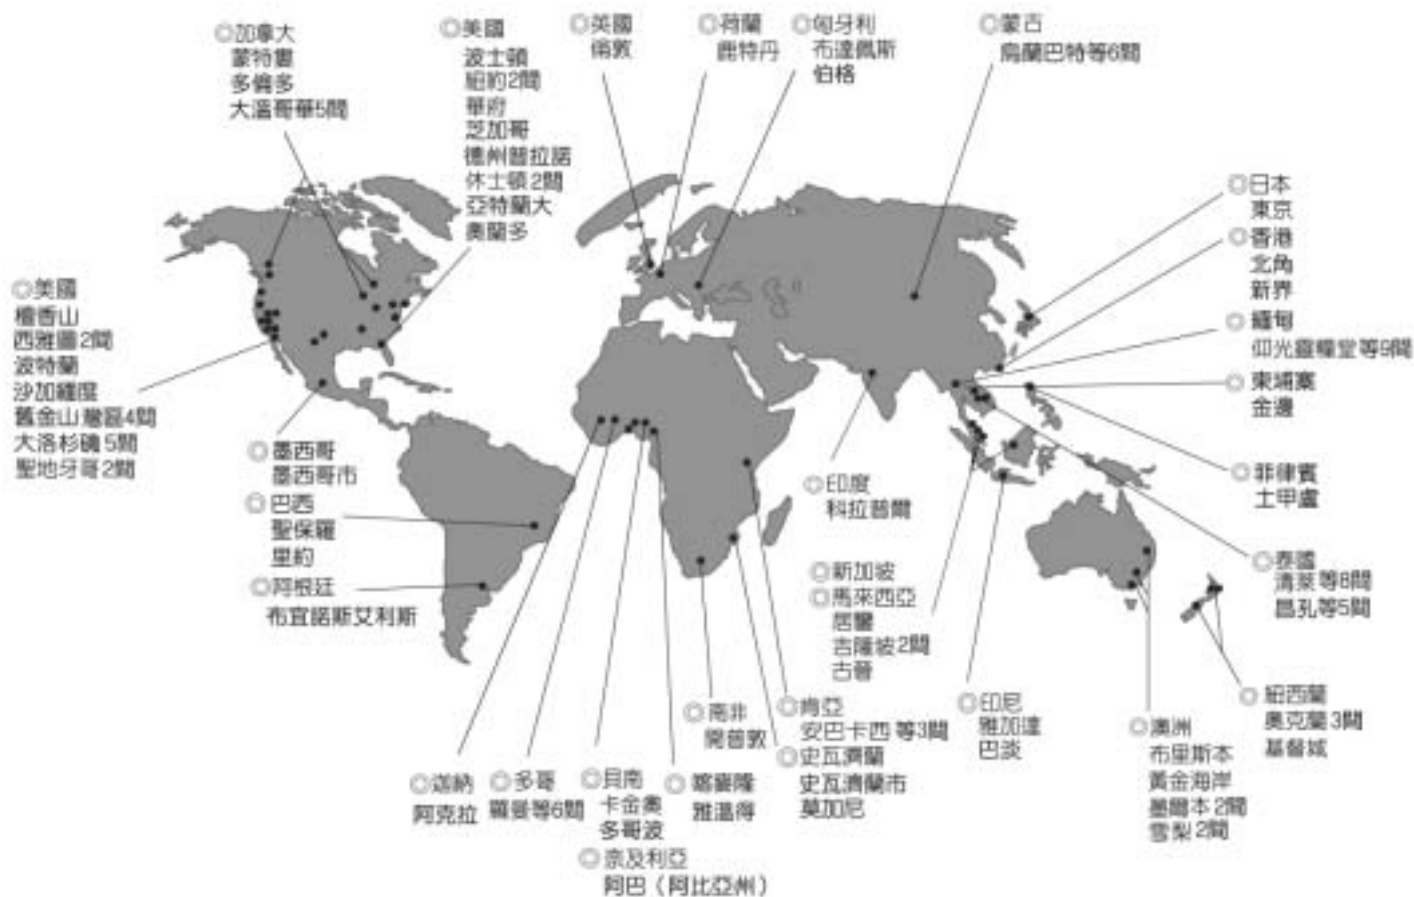 ◎加拿大
蒙特婁
多倫多
大溫哥華5間
◎美國
波士頓
紐約2間
華府
芝加哥
德州普拉諾
休士頓2間
亞特蘭大
奧蘭多
◎英國
倫敦
◎荷蘭
鹿特丹
◎匈牙利
布達佩斯
伯格
◎蒙古
烏蘭巴特等6間
◎日本
東京
◎香港
北角
新界
◎緬甸
仰光靈糧堂等9間
◎柬埔寨
金邊
◎菲律賓
土甲盧
◎泰國
清萊等8間
昌孔等5間
◎美國
檀香山
西雅圖2間
波特蘭
沙加緬度
舊金山灣區4間
大洛杉磯5間
聖地牙哥2間
◎墨西哥
墨西哥市
◎巴西
聖保羅
里約
◎阿根廷
布宜諾斯艾利斯
◎印度
科拉普爾
◎新加坡
◎馬來西亞
居鑾
吉隆坡2間
古晉
◎迦納
阿克拉
◎多哥
羅曼等6間
◎貝南
卡金奧
多哥波
◎奈及利亞
阿巴（阿比亞州）
◎喀麥隆
雅溫得
◎南非
開普敦
◎肯亞
安巴卡西等3間
◎史瓦濟蘭
史瓦濟蘭市
莫加尼
◎印尼
雅加達
巴淡
◎澳洲
布里斯本
黃金海岸
墨爾本2間
雪梨2間
◎紐西蘭
奧克蘭3間
基督城